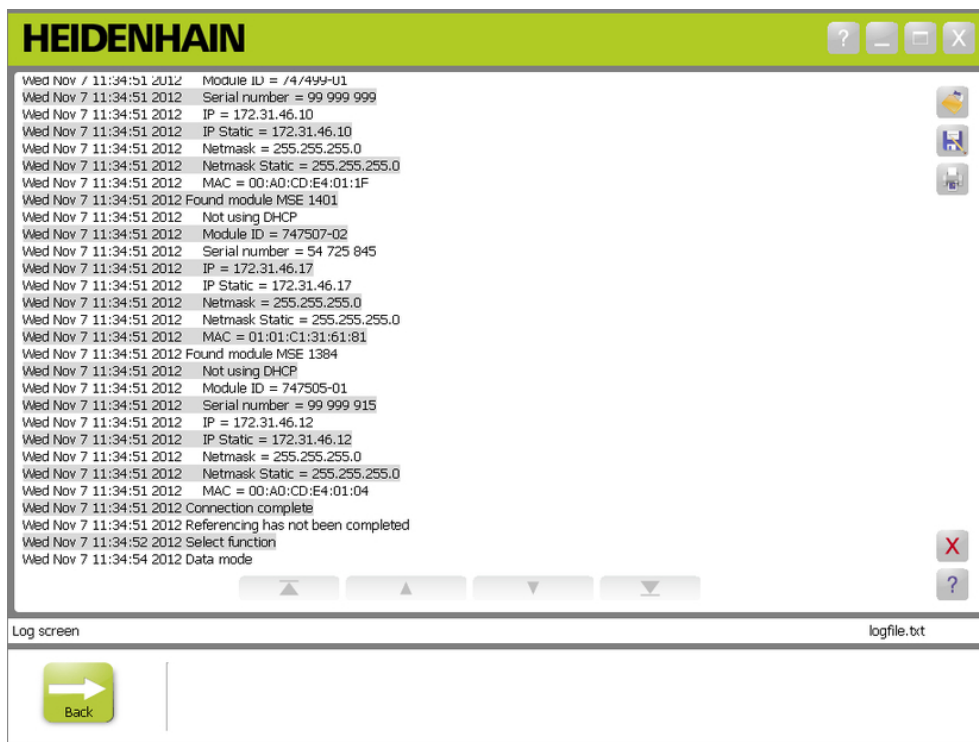 HEIDENHAIN
Wed Nov 7 11:34:51 2012 Module ID = 747499-01
Wed Nov 7 11:34:51 2012 Serial number = 99 999 999
Wed Nov 7 11:34:51 2012 IP = 172.31.46.10
Wed Nov 7 11:34:51 2012 IP Static = 172.31.46.10
Wed Nov 7 11:34:51 2012 Netmask = 255.255.255.0
Wed Nov 7 11:34:51 2012 Netmask Static = 255.255.255.0
Wed Nov 7 11:34:51 2012 MAC = 00:A0:CD:E4:01:1F
Wed Nov 7 11:34:51 2012 Found module MSE 1401
Wed Nov 7 11:34:51 2012 Not using DHCP
Wed Nov 7 11:34:51 2012 Module ID = 747507-02
Wed Nov 7 11:34:51 2012 Serial number = 54 725 845
Wed Nov 7 11:34:51 2012 IP = 172.31.46.17
Wed Nov 7 11:34:51 2012 IP Static = 172.31.46.17
Wed Nov 7 11:34:51 2012 Netmask = 255.255.255.0
Wed Nov 7 11:34:51 2012 Netmask Static = 255.255.255.0
Wed Nov 7 11:34:51 2012 MAC = 01:01:C1:31:61:81
Wed Nov 7 11:34:51 2012 Found module MSE 1384
Wed Nov 7 11:34:51 2012 Not using DHCP
Wed Nov 7 11:34:51 2012 Module ID = 747505-01
Wed Nov 7 11:34:51 2012 Serial number = 99 999 915
Wed Nov 7 11:34:51 2012 IP = 172.31.46.12
Wed Nov 7 11:34:51 2012 IP Static = 172.31.46.12
Wed Nov 7 11:34:51 2012 Netmask = 255.255.255.0
Wed Nov 7 11:34:51 2012 Netmask Static = 255.255.255.0
Wed Nov 7 11:34:51 2012 MAC = 00:A0:CD:E4:01:04
Wed Nov 7 11:34:51 2012 Connection complete
Wed Nov 7 11:34:51 2012 Referencing has not been completed
Wed Nov 7 11:34:52 2012 Select function
Wed Nov 7 11:34:54 2012 Data mode
Log screen logfile.txt
Back